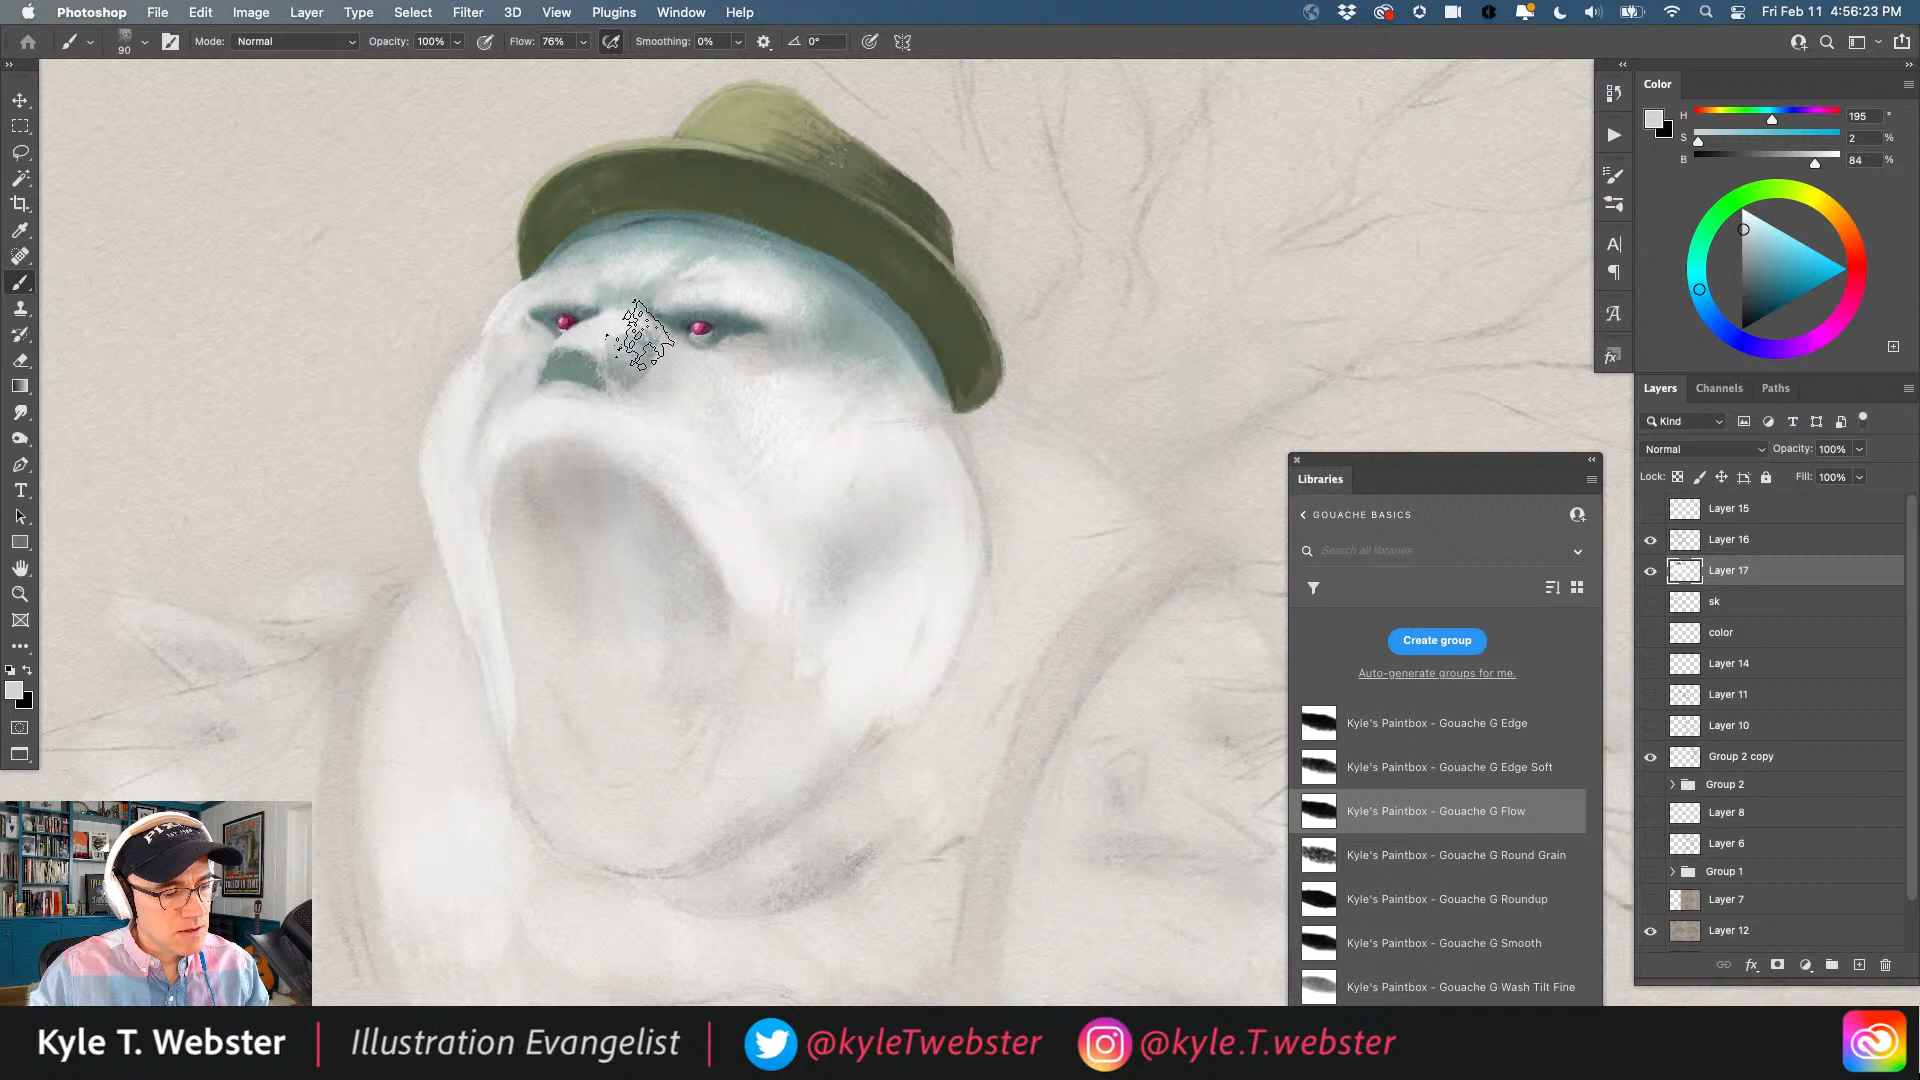 Photoshop File Edit Image Layer Type Select Filter 3D View Plugins Window Help Fri Feb 11 4:56:23 PM
90 Mode: Normal Opacity: 100% Flow: 76% Smoothing: 0% 0°
Color
H 195 °
S 2 %
B 84 %
Layers Channels Paths
Kind
Normal Opacity: 100%
Lock: Fill: 100%
Layer 15
Layer 16
Layer 17
sk
color
Layer 14
Layer 11
Layer 10
Group 2 copy
Group 2
Layer 8
Layer 6
Group 1
Layer 7
Layer 12
Libraries
GOUACHE BASICS
Search all libraries
Create group
Auto-generate groups for me.
Kyle's Paintbox - Gouache G Edge
Kyle's Paintbox - Gouache G Edge Soft
Kyle's Paintbox - Gouache G Flow
Kyle's Paintbox - Gouache G Round Grain
Kyle's Paintbox - Gouache G Roundup
Kyle's Paintbox - Gouache G Smooth
Kyle's Paintbox - Gouache G Wash Tilt Fine
Kyle T. Webster | Illustration Evangelist | @kyleTwebster @kyle.T.webster